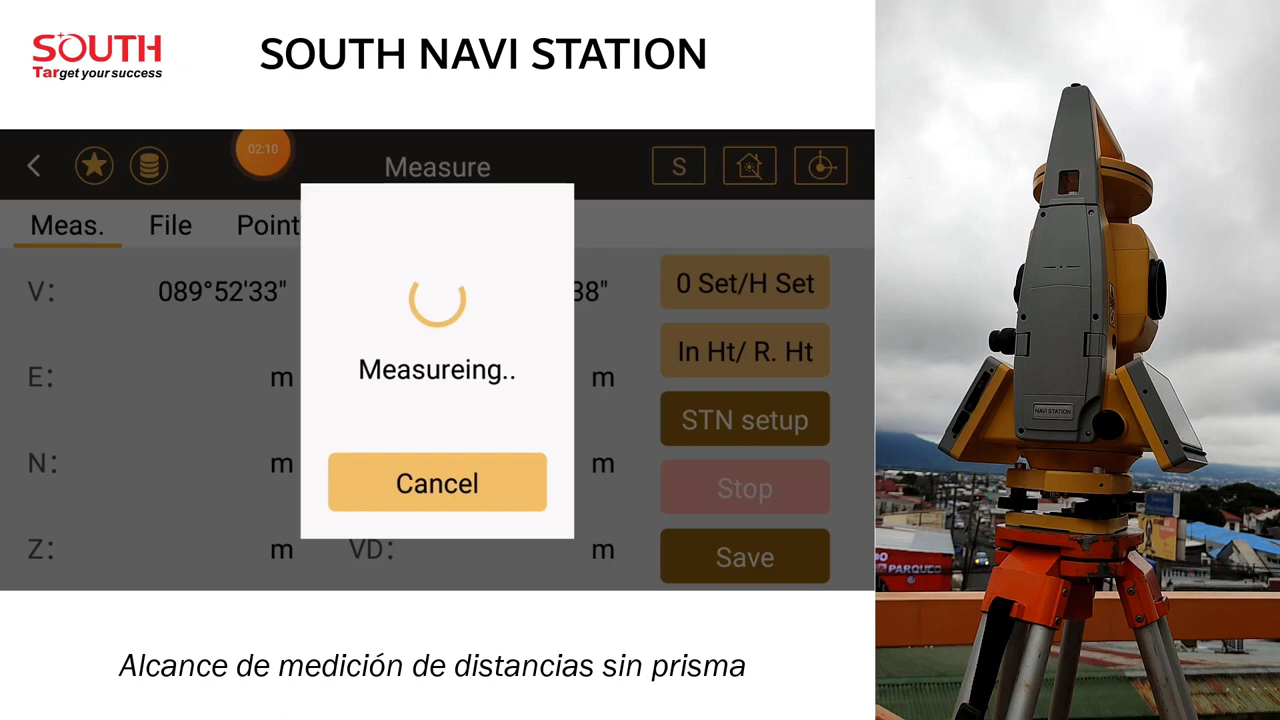 SOUTH
Target your success
SOUTH NAVI STATION
02:10
Measure
S
Meas.
File
Point
V:
089°52'33"
38"
0 Set/H Set
In Ht/ R. Ht
Measureing..
E:
m
m
STN setup
N:
m
m
Cancel
Stop
Z:
m
VD:
m
Save
NAVI STATION
PARQUEO
Alcance de medición de distancias sin prisma